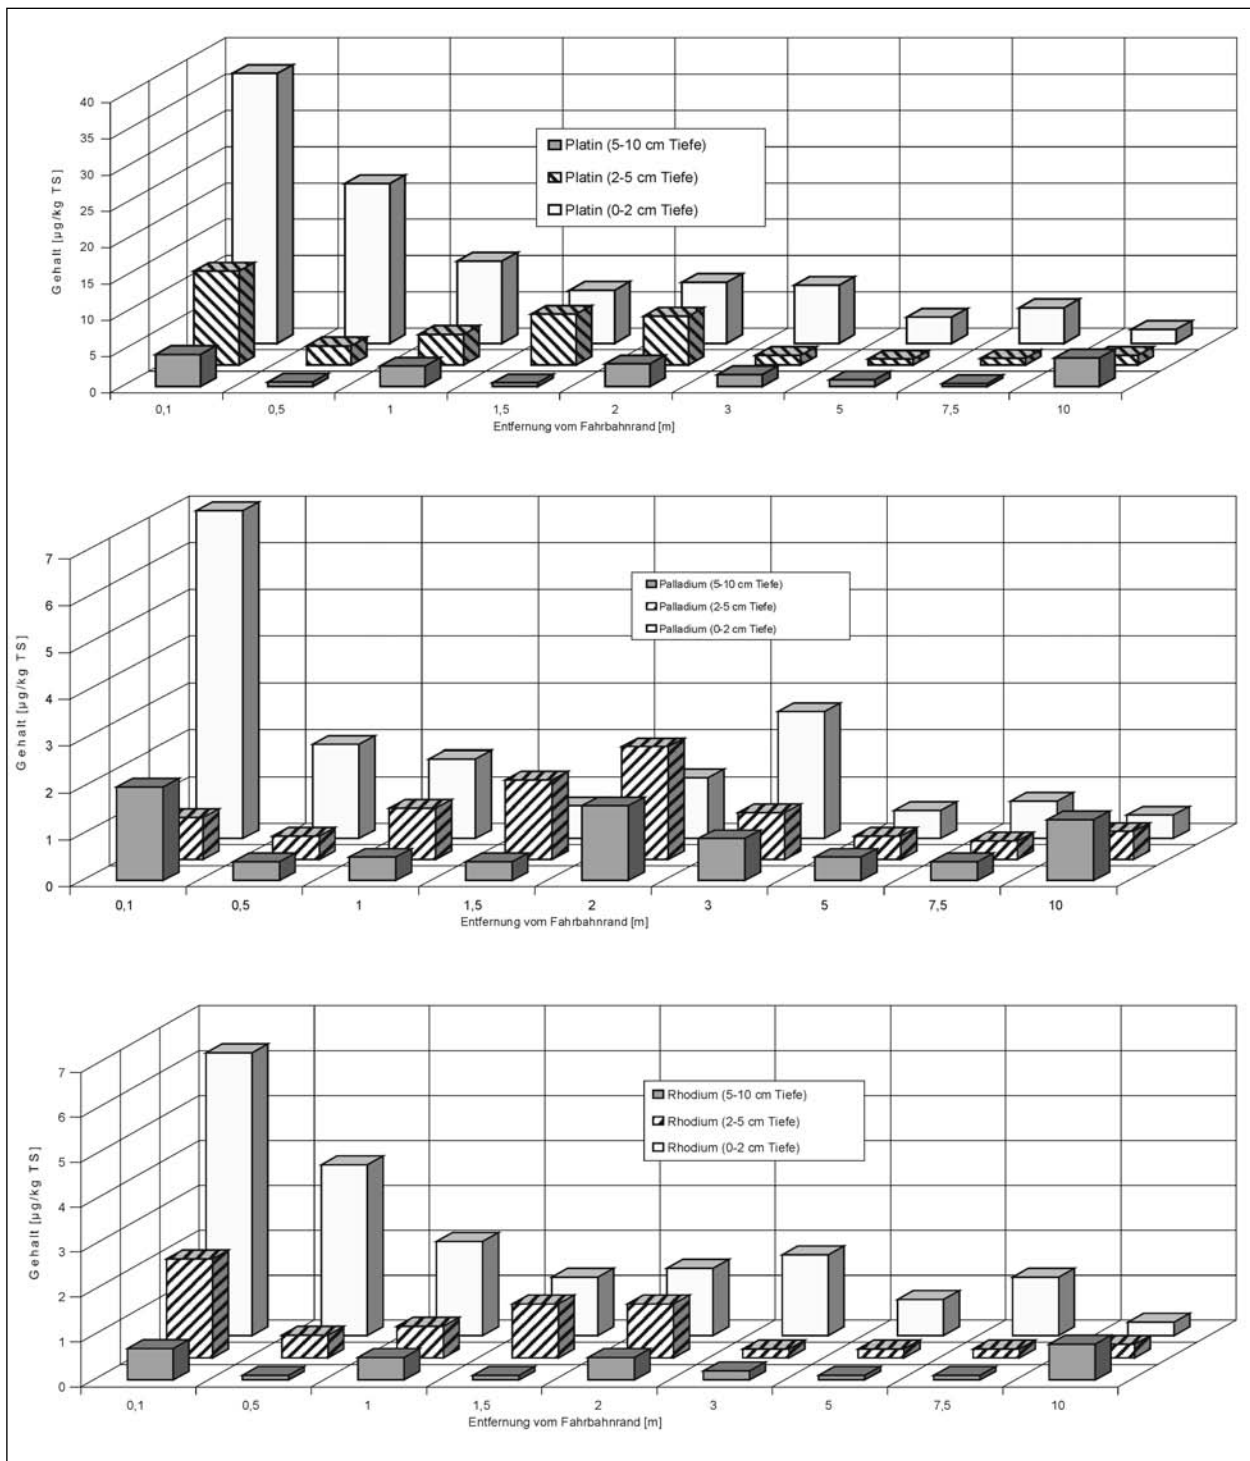 40
35
30
25
20
15
10
5
0
Gehalt [µg/kg TS]
Platin (5-10 cm Tiefe)
Platin (2-5 cm Tiefe)
Platin (0-2 cm Tiefe)
0,1 0,5 1 1,5 2 3 5 7,5 10
Entfernung vom Fahrbahnrand [m]
7
6
5
4
3
2
1
0
Gehalt [µg/kg TS]
Palladium (5-10 cm Tiefe)
Palladium (2-5 cm Tiefe)
Palladium (0-2 cm Tiefe)
0,1 0,5 1 1,5 2 3 5 7,5 10
Entfernung vom Fahrbahnrand [m]
7
6
5
4
3
2
1
0
Gehalt [µg/kg TS]
Rhodium (5-10 cm Tiefe)
Rhodium (2-5 cm Tiefe)
Rhodium (0-2 cm Tiefe)
0,1 0,5 1 1,5 2 3 5 7,5 10
Entfernung vom Fahrbahnrand [m]